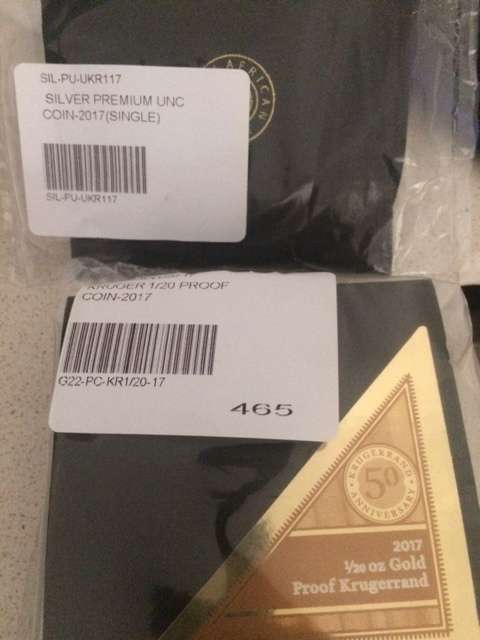 SIL-PU-UKR117
SILVER PREMIUM UNC
COIN-2017(SINGLE)
SIL-PU-UKR117
AFRICAN
KRUGER 1/20 PROOF
COIN-2017
G22-PC-KR1/20-17
465
KRUGERRAND
50
ANNIVERSARY
2017
1/20 oz Gold
Proof Krugerrand